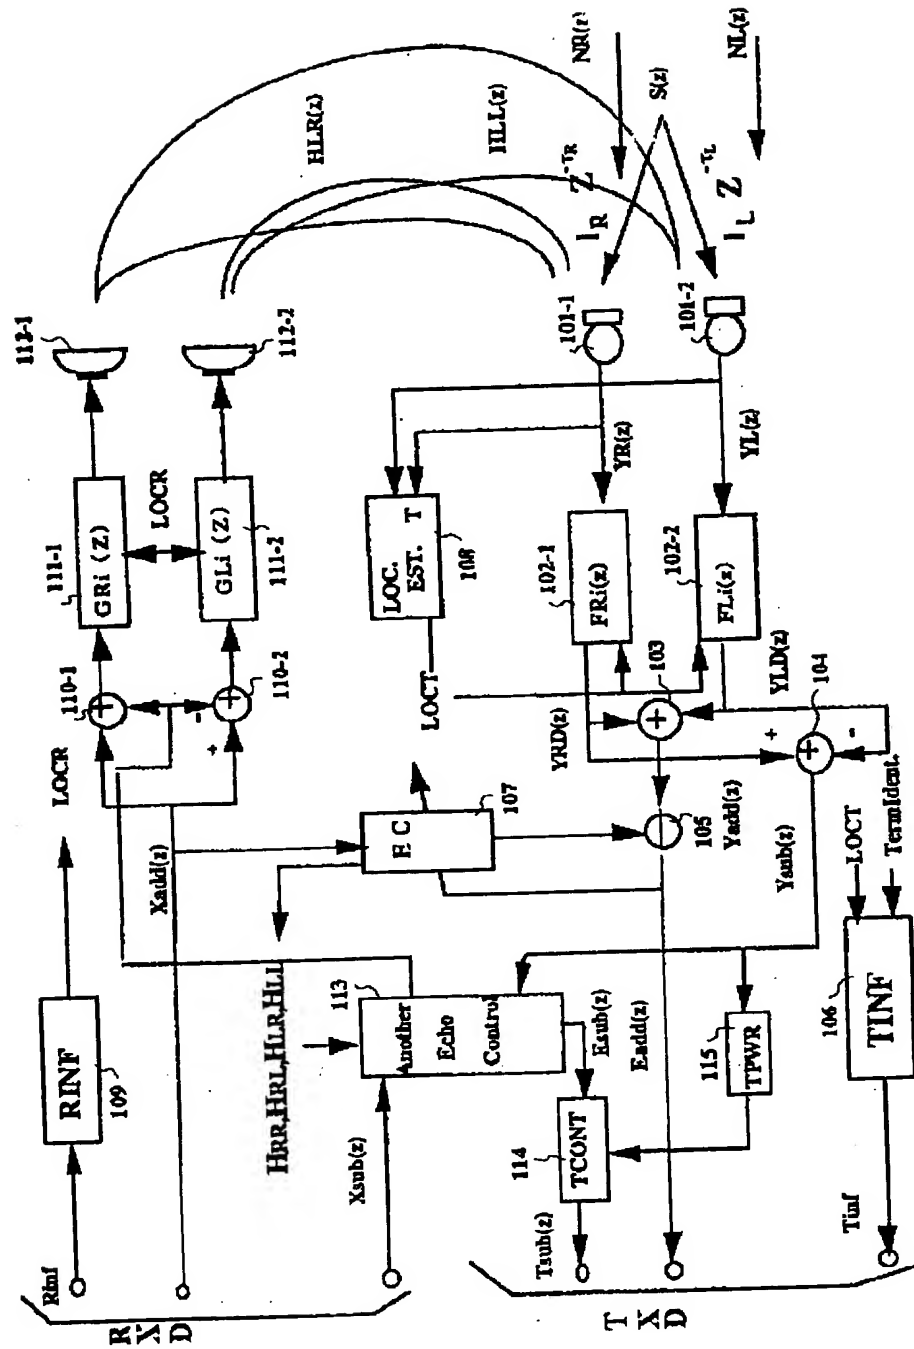 RXD
Rinf
RINF
109
LOCR
Xadd(z)
110-1
+
-
+
+
110-2
111-1
GRi (Z)
LOCR
GLi (Z)
111-2
112-1
112-2
HLR(z)
HLL(z)
HRR,HRL,HLR,HLL
Xsub(z)
113
Another
Echo
Control
E C
107
LOCT
LOC.
EST. T
108
NR(z)
S(z)
NL(z)
IR Z-τR
IL Z-τL
101-1
101-2
YR(z)
YL(z)
102-1
FRi(z)
102-2
FLi(z)
103
+
YRD(z)
YLD(z)
104
+
+
-
105
Yadd(z)
Ysub(z)
Esub(z)
Eadd(z)
114
TCONT
115
TPWR
LOCT
TermIdent.
106
TINF
TXD
Tsub(z)
Tinf